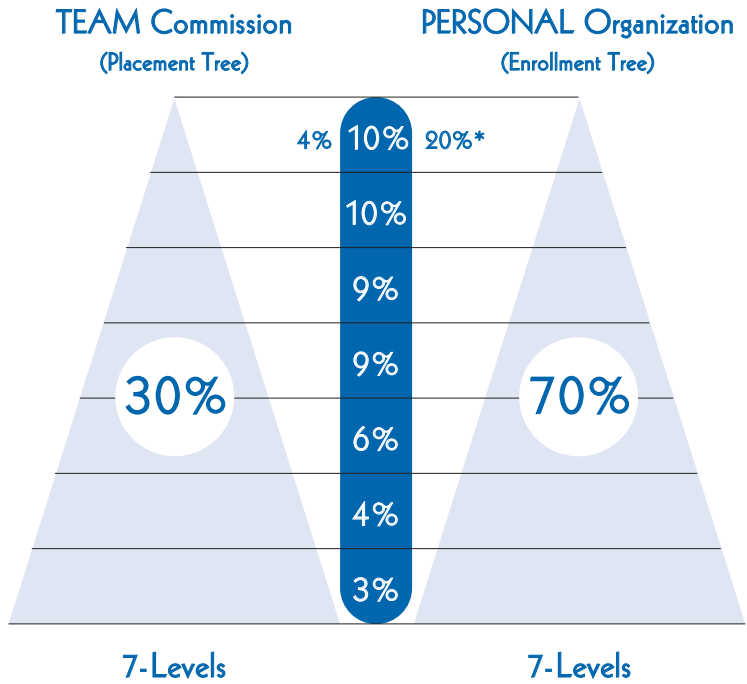 TEAM Commission
(Placement Tree)
PERSONAL Organization
(Enrollment Tree)
4% 10% 20%*
10%
9%
9%
30%
70%
6%
4%
3%
7-Levels
7-Levels